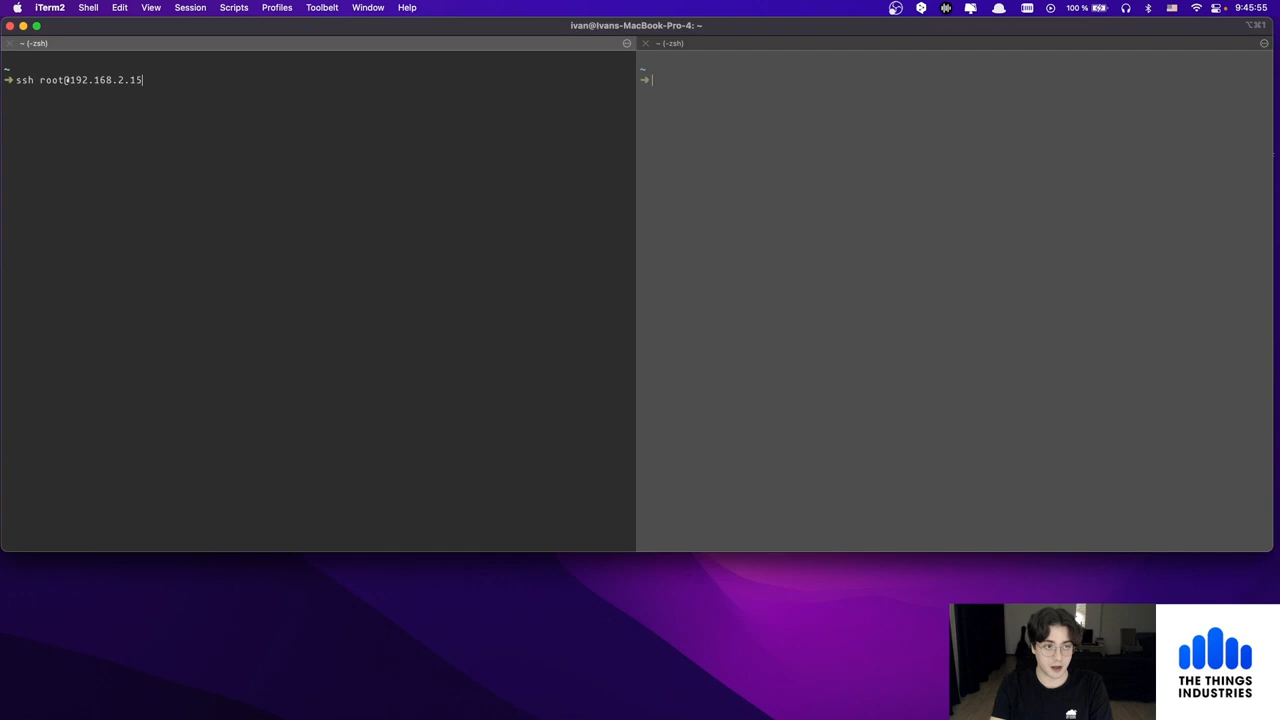 iTerm2 Shell Edit View Session Scripts Profiles Toolbelt Window Help 100 % 9:45:55
ivan@Ivans-MacBook-Pro-4: ~ ⌥⌘1
~ (-zsh)
~ (-zsh)
~
➜ ssh root@192.168.2.15
~
➜
THE THINGS
INDUSTRIES